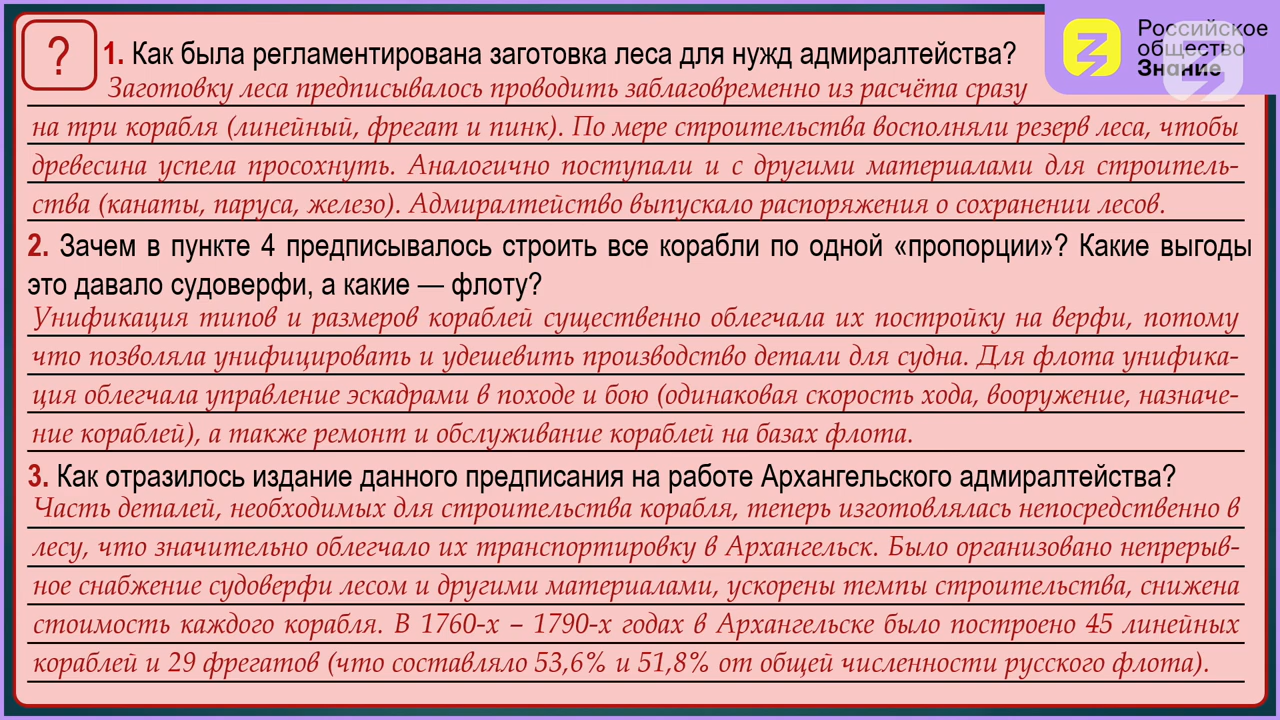 ?
1. Как была регламентирована заготовка леса для нужд адмиралтейства?
Российское
общество
Знание
Заготовку леса предписывалось проводить заблаговременно из расчёта сразу
на три корабля (линейный, фрегат и пинк). По мере строительства восполняли резерв леса, чтобы
древесина успела просохнуть. Аналогично поступали и с другими материалами для строитель-
ства (канаты, паруса, железо). Адмиралтейство выпускало распоряжения о сохранении лесов.
2. Зачем в пункте 4 предписывалось строить все корабли по одной «пропорции»? Какие выгоды
это давало судоверфи, а какие — флоту?
Унификация типов и размеров кораблей существенно облегчала их постройку на верфи, потому
что позволяла унифицировать и удешевить производство детали для судна. Для флота унифика-
ция облегчала управление эскадрами в походе и бою (одинаковая скорость хода, вооружение, назначе-
ние кораблей), а также ремонт и обслуживание кораблей на базах флота.
3. Как отразилось издание данного предписания на работе Архангельского адмиралтейства?
Часть деталей, необходимых для строительства корабля, теперь изготовлялась непосредственно в
лесу, что значительно облегчало их транспортировку в Архангельск. Было организовано непрерыв-
ное снабжение судоверфи лесом и другими материалами, ускорены темпы строительства, снижена
стоимость каждого корабля. В 1760-х – 1790-х годах в Архангельске было построено 45 линейных
кораблей и 29 фрегатов (что составляло 53,6% и 51,8% от общей численности русского флота).